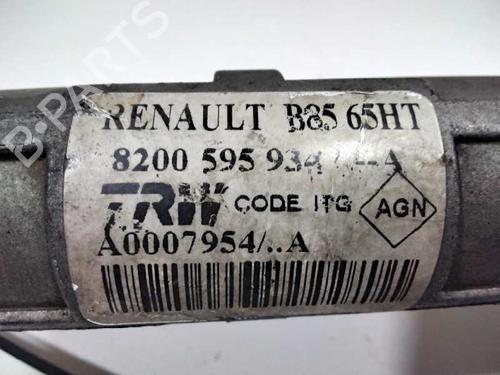 B-PARTS
RENAULT B85 65HT
8200 595 934 --A
TRW CODE ITG AGN
A0007954/..A